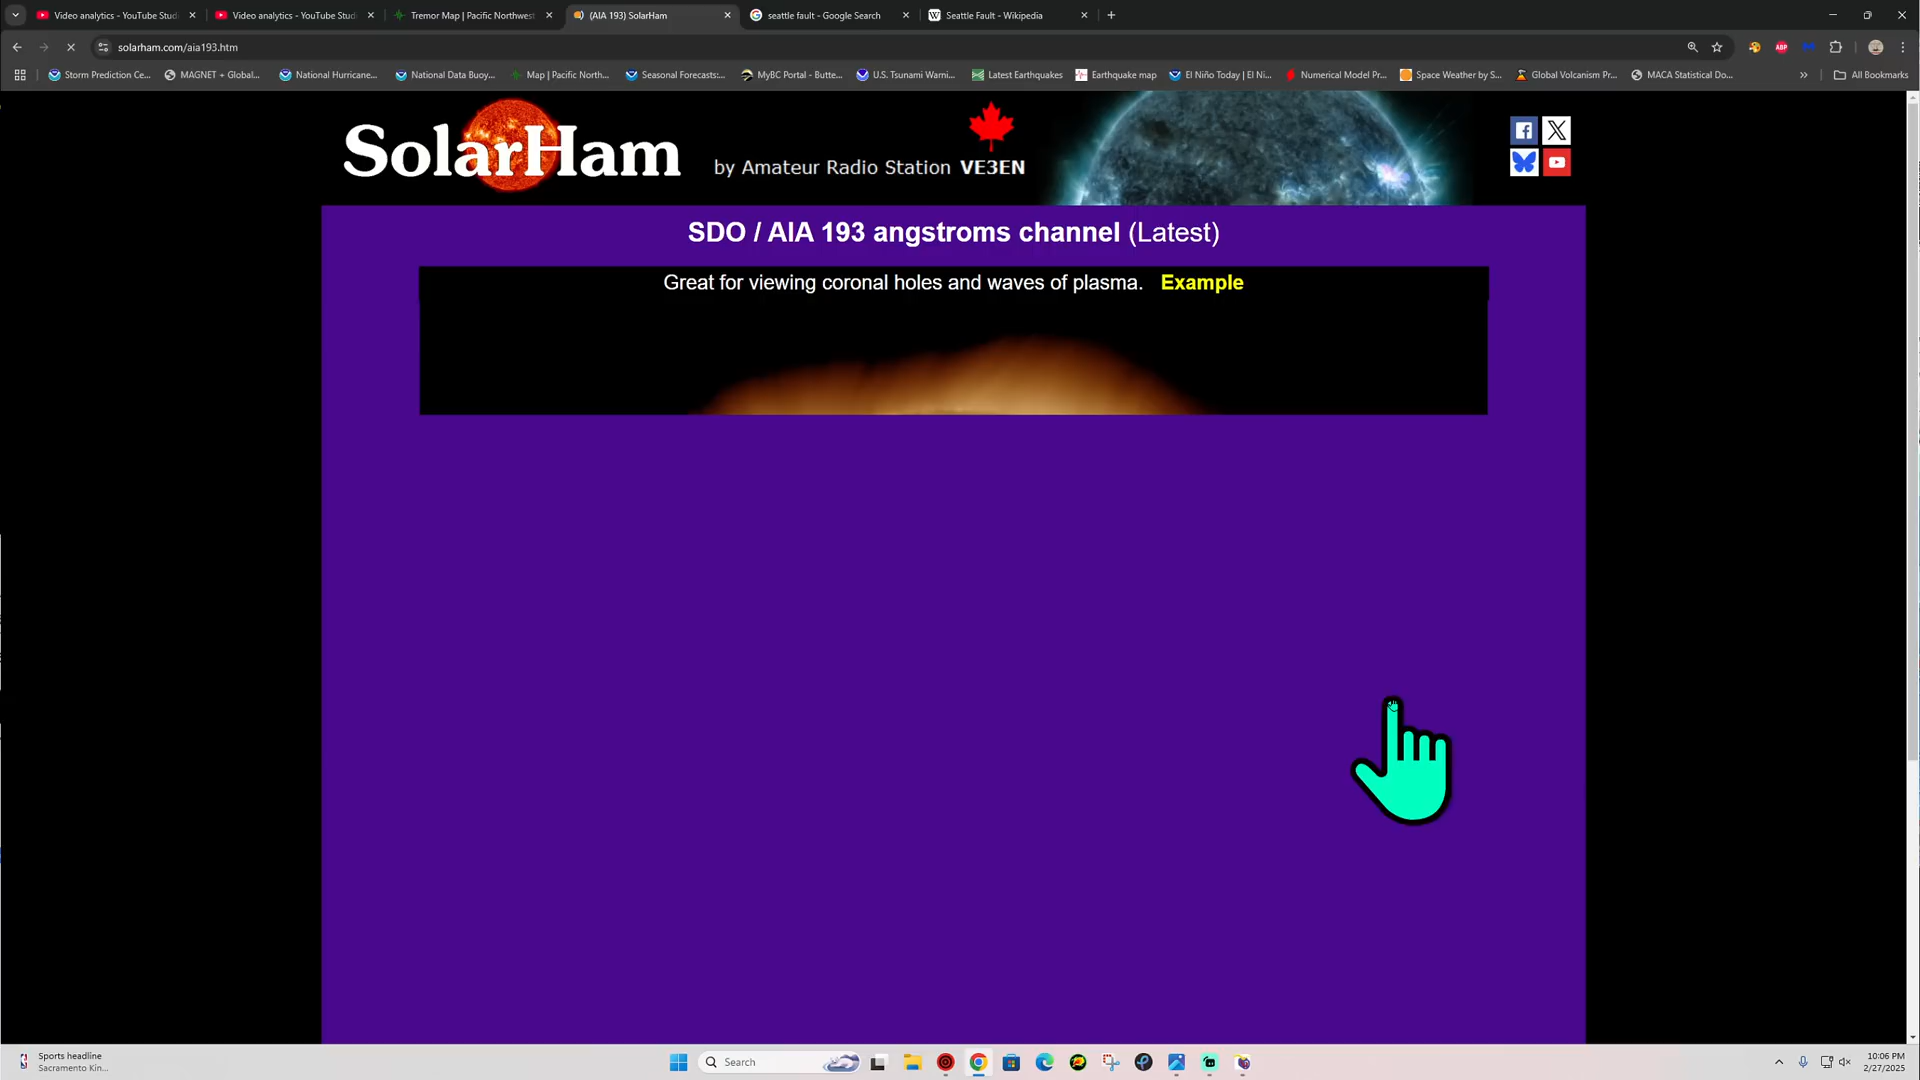 Video analytics - YouTube Studi
Video analytics - YouTube Studi
Tremor Map | Pacific Northwest
(AIA 193) SolarHam
seattle fault - Google Search
Seattle Fault - Wikipedia
solarham.com/aia193.htm
ABP
Storm Prediction Ce...
MAGNET + Global...
National Hurricane...
National Data Buoy...
Map | Pacific North...
Seasonal Forecasts:...
MyBC Portal - Butte...
U.S. Tsunami Warni...
Latest Earthquakes
Earthquake map
El Niño Today | El Ni...
Numerical Model Pr...
Space Weather by S...
Global Volcanism Pr...
MACA Statistical Do...
All Bookmarks
SolarHam
by Amateur Radio Station VE3EN
SDO / AIA 193 angstroms channel (Latest)
Great for viewing coronal holes and waves of plasma. Example
Sports headline
Sacramento Kin...
Search
10:06 PM
2/27/2025